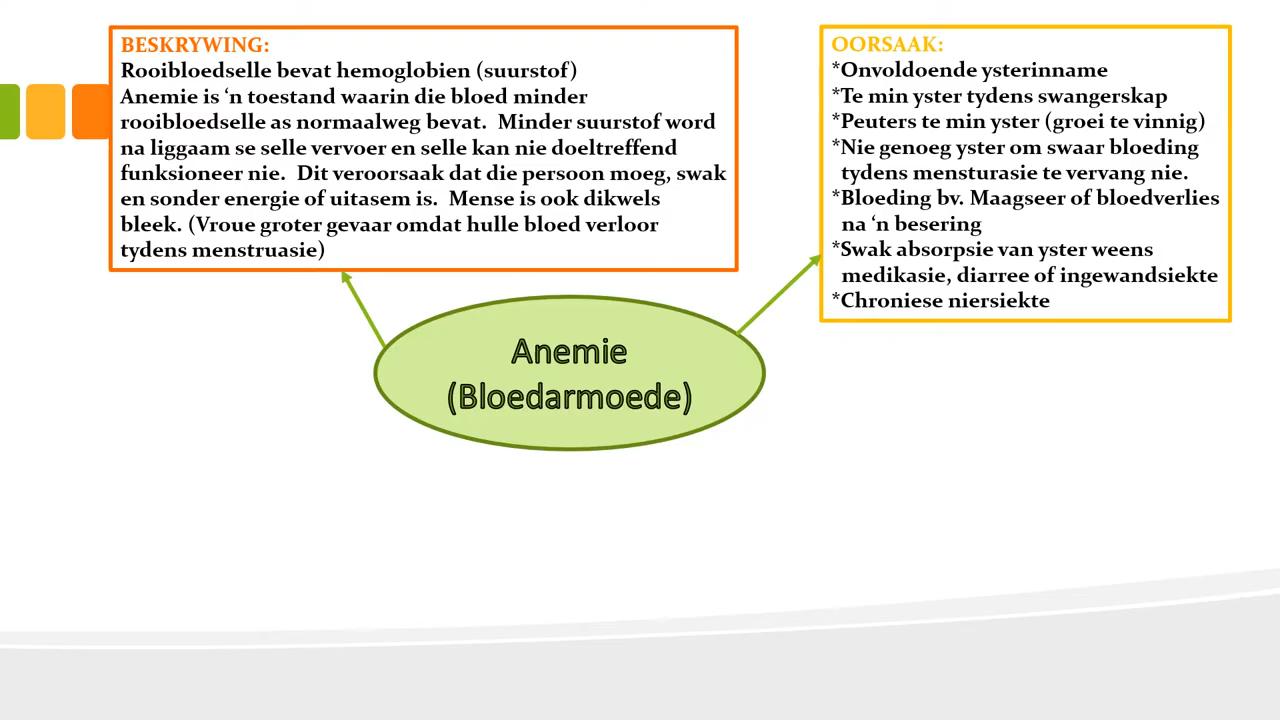 BESKRYWING:
Rooibloedselle bevat hemoglobien (suurstof)
Anemie is ‘n toestand waarin die bloed minder
rooibloedselle as normaalweg bevat.  Minder suurstof word
na liggaam se selle vervoer en selle kan nie doeltreffend
funksioneer nie.  Dit veroorsaak dat die persoon moeg, swak
en sonder energie of uitasem is.  Mense is ook dikwels
bleek. (Vroue groter gevaar omdat hulle bloed verloor
tydens menstruasie)
OORSAAK:
*Onvoldoende ysterinname
*Te min yster tydens swangerskap
*Peuters te min yster (groei te vinnig)
*Nie genoeg yster om swaar bloeding
tydens mensturasie te vervang nie.
*Bloeding bv. Maagseer of bloedverlies
na ‘n besering
*Swak absorpsie van yster weens
medikasie, diarree of ingewandsiekte
*Chroniese niersiekte
Anemie
(Bloedarmoede)